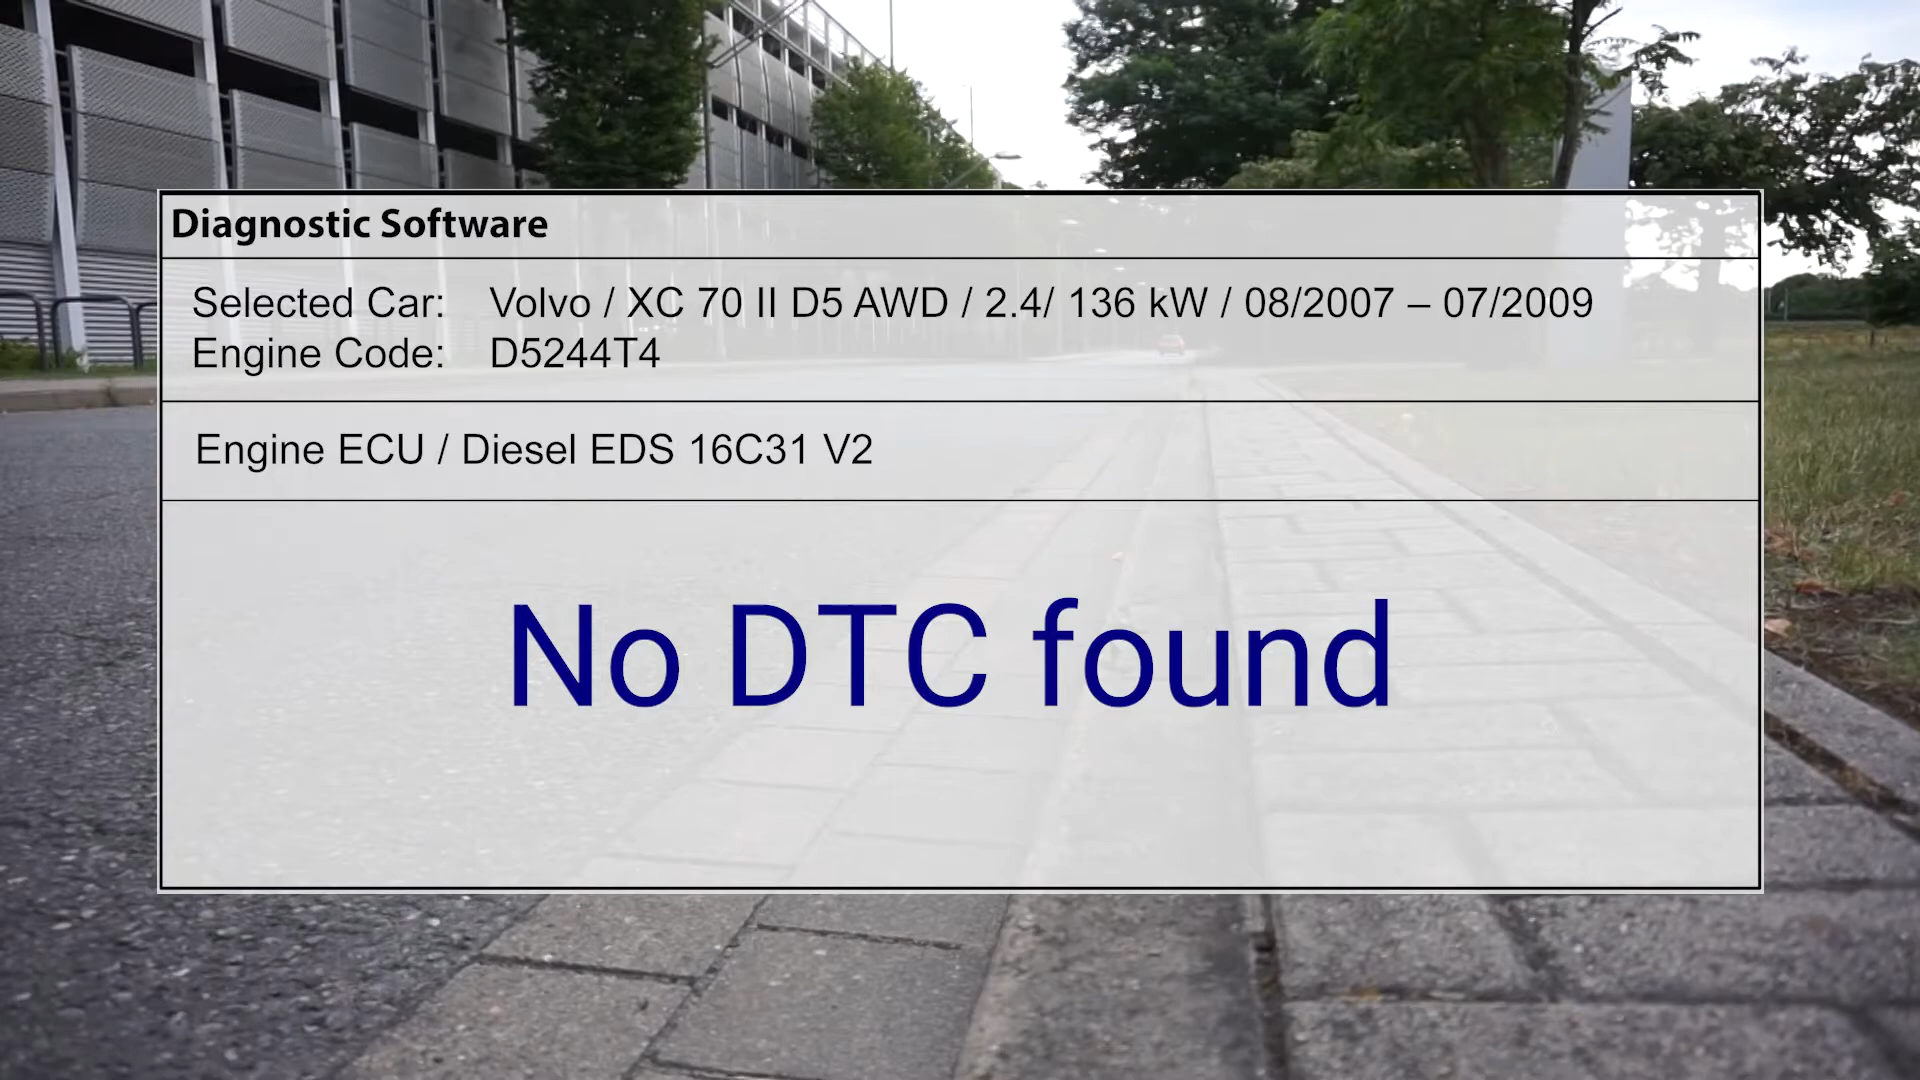 Diagnostic Software
Selected Car: Volvo / XC 70 II D5 AWD / 2.4/ 136 kW / 08/2007 – 07/2009
Engine Code: D5244T4
Engine ECU / Diesel EDS 16C31 V2
No DTC found